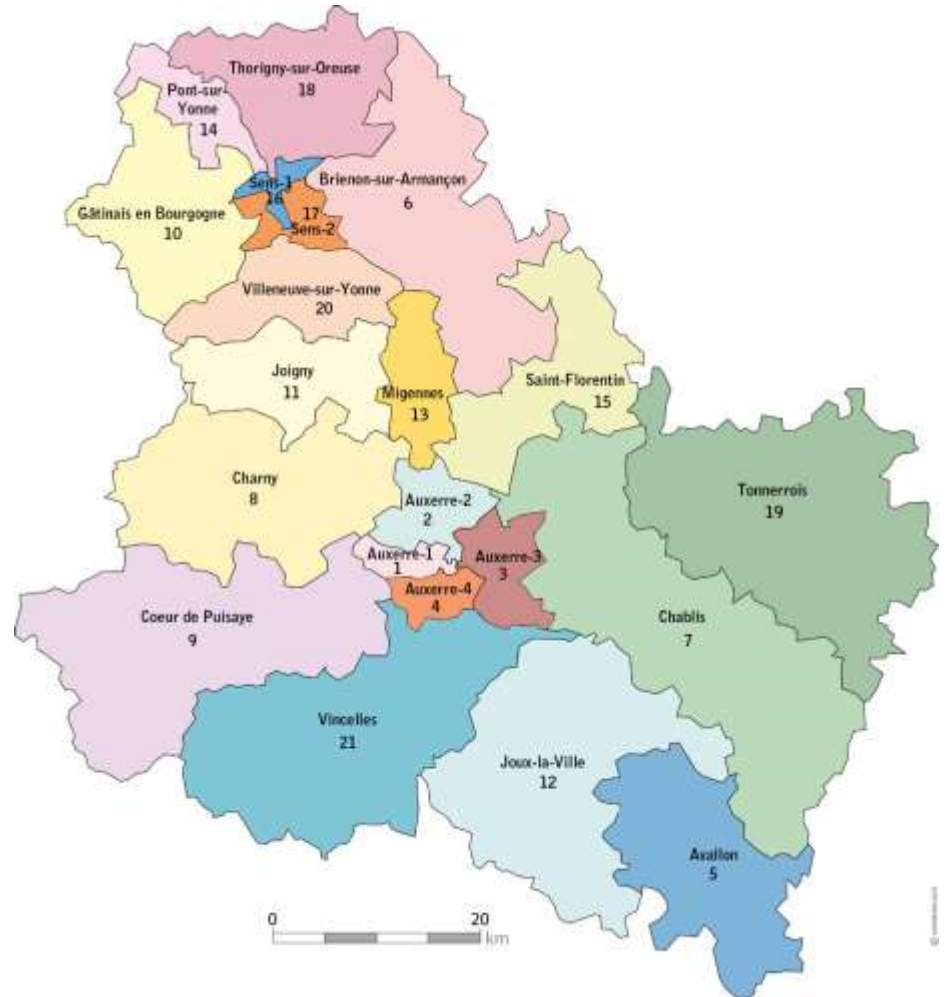 Thorigny-sur-Oreuse
18
Pont-sur-
Yonne
14
Brienon-sur-Armançon
6
Sens-1
16
17
Sens-2
Gâtinais en Bourgogne
10
Villeneuve-sur-Yonne
20
Joigny
11
Migennes
13
Saint-Florentin
15
Charny
8
Auxerre-2
2
Tonnerrois
19
Auxerre-1
1
Auxerre-3
3
Auxerre-4
4
Coeur de Puisaye
9
Chablis
7
Vincelles
21
Joux-la-Ville
12
Avallon
5
0
20
km